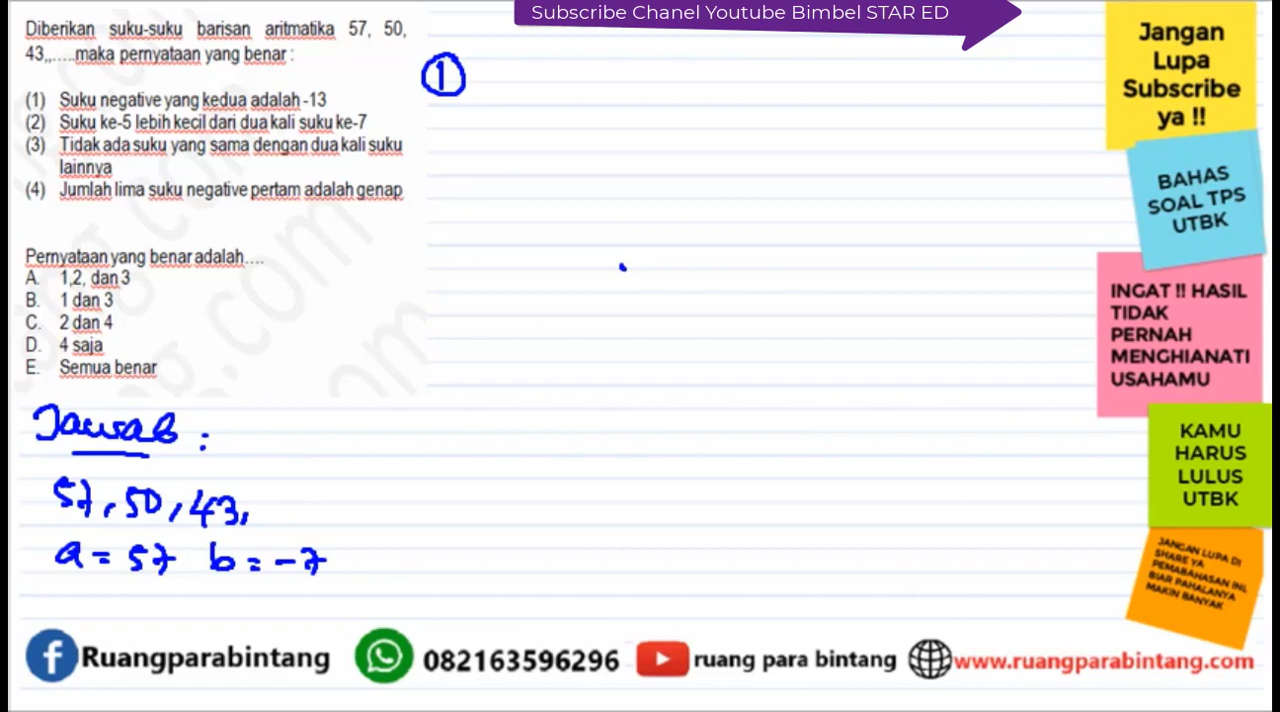 Subscribe Chanel Youtube Bimbel STAR ED
Diberikan suku-suku barisan aritmatika 57, 50,
43,,.....maka pernyataan yang benar :
(1) Suku negative yang kedua adalah -13
(2) Suku ke-5 lebih kecil dari dua kali suku ke-7
(3) Tidak ada suku yang sama dengan dua kali suku
lainnya
(4) Jumlah lima suku negative pertam adalah genap
Pernyataan yang benar adalah....
A. 1,2, dan 3
B. 1 dan 3
C. 2 dan 4
D. 4 saja
E. Semua benar
Jawab :
57, 50, 43,
a = 57 b = -7
1
Jangan
Lupa
Subscribe
ya !!
BAHAS
SOAL TPS
UTBK
INGAT !! HASIL
TIDAK
PERNAH
MENGHIANATI
USAHAMU
KAMU
HARUS
LULUS
UTBK
JANGAN LUPA DI
SHARE YA
PEMABAHASAN INI,
BIAR PAHALANYA
MAKIN BANYAK
Ruangparabintang
082163596296
ruang para bintang
www.ruangparabintang.com